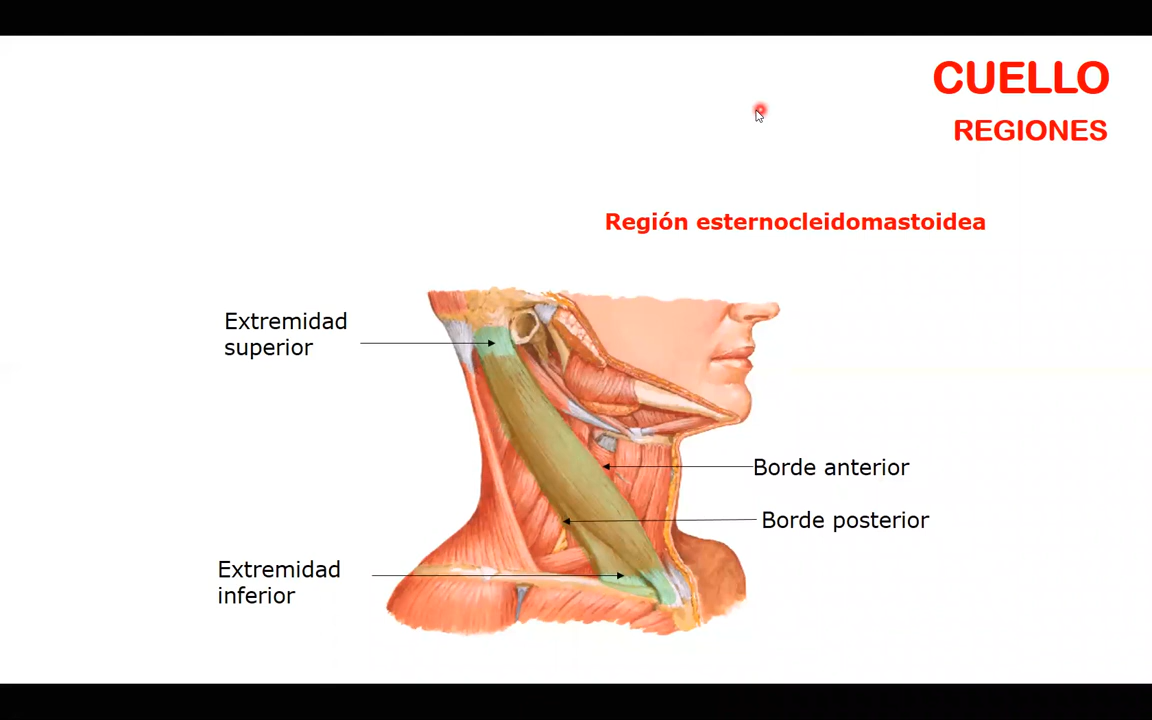 CUELLO
REGIONES
Región esternocleidomastoidea
Extremidad
superior
Borde anterior
Borde posterior
Extremidad
inferior